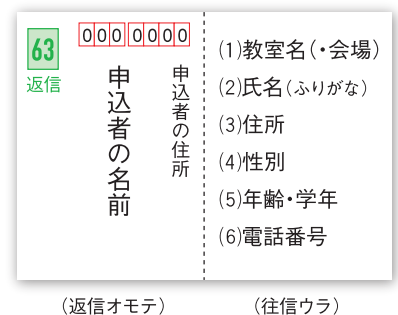 63
返信
000 0000
申込者の住所
申込者の名前
(1)教室名(・会場)
(2)氏名(ふりがな)
(3)住所
(4)性別
(5)年齢・学年
(6)電話番号
(返信オモテ)
(往信ウラ)